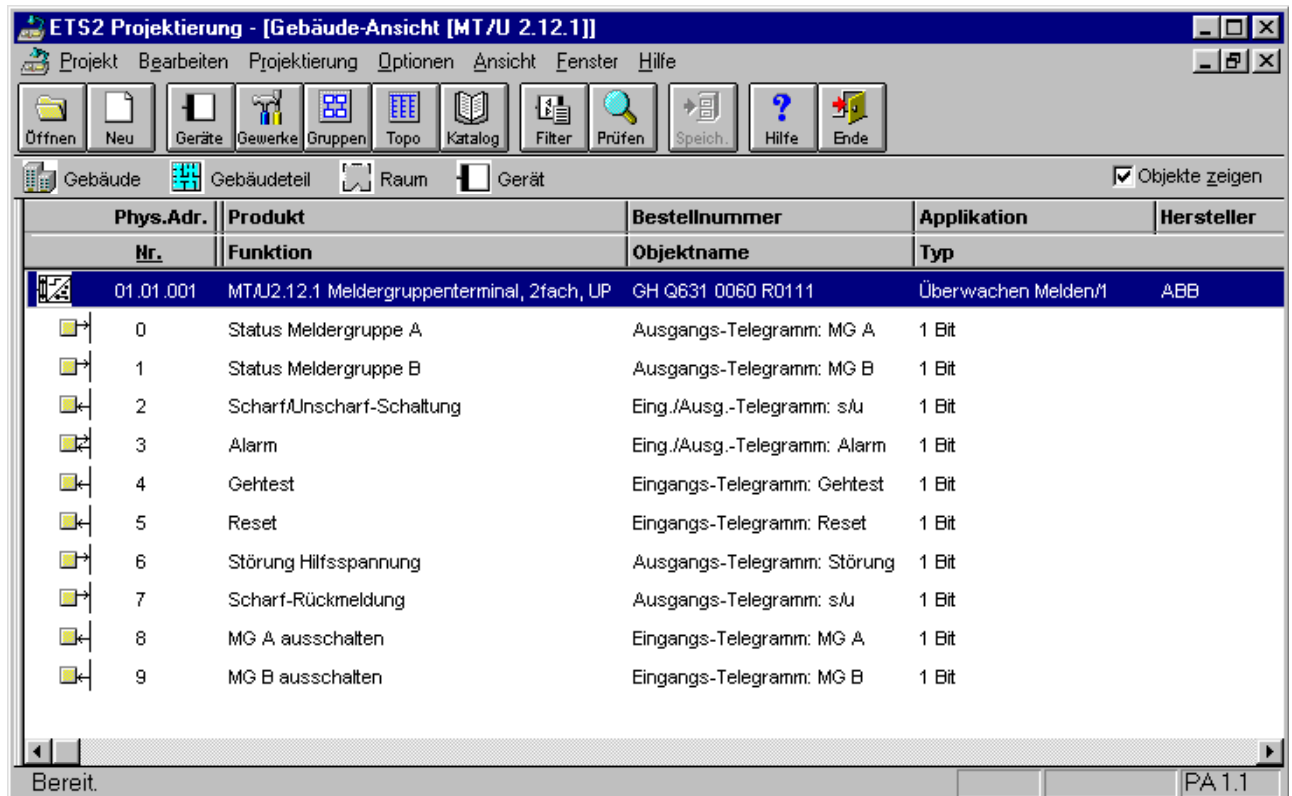 ETS2 Projektierung - [Gebäude-Ansicht [MT/U 2.12.1]]
Projekt Bearbeiten Projektierung Optionen Ansicht Fenster Hilfe
Öffnen Neu Geräte Gewerke Gruppen Topo Katalog Filter Prüfen Speich. Hilfe Ende
Gebäude Gebäudeteil Raum Gerät Objekte zeigen
Phys.Adr. Produkt Bestellnummer Applikation Hersteller
Nr. Funktion Objektname Typ
01.01.001 MT/U2.12.1 Meldergruppenterminal, 2fach, UP GH Q631 0060 R0111 Überwachen Melden/1 ABB
0 Status Meldergruppe A Ausgangs-Telegramm: MG A 1 Bit
1 Status Meldergruppe B Ausgangs-Telegramm: MG B 1 Bit
2 Scharf/Unscharf-Schaltung Eing./Ausg.-Telegramm: s/u 1 Bit
3 Alarm Eing./Ausg.-Telegramm: Alarm 1 Bit
4 Gehtest Eingangs-Telegramm: Gehtest 1 Bit
5 Reset Eingangs-Telegramm: Reset 1 Bit
6 Störung Hilfsspannung Ausgangs-Telegramm: Störung 1 Bit
7 Scharf-Rückmeldung Ausgangs-Telegramm: s/u 1 Bit
8 MG A ausschalten Eingangs-Telegramm: MG A 1 Bit
9 MG B ausschalten Eingangs-Telegramm: MG B 1 Bit
Bereit. PA 1.1